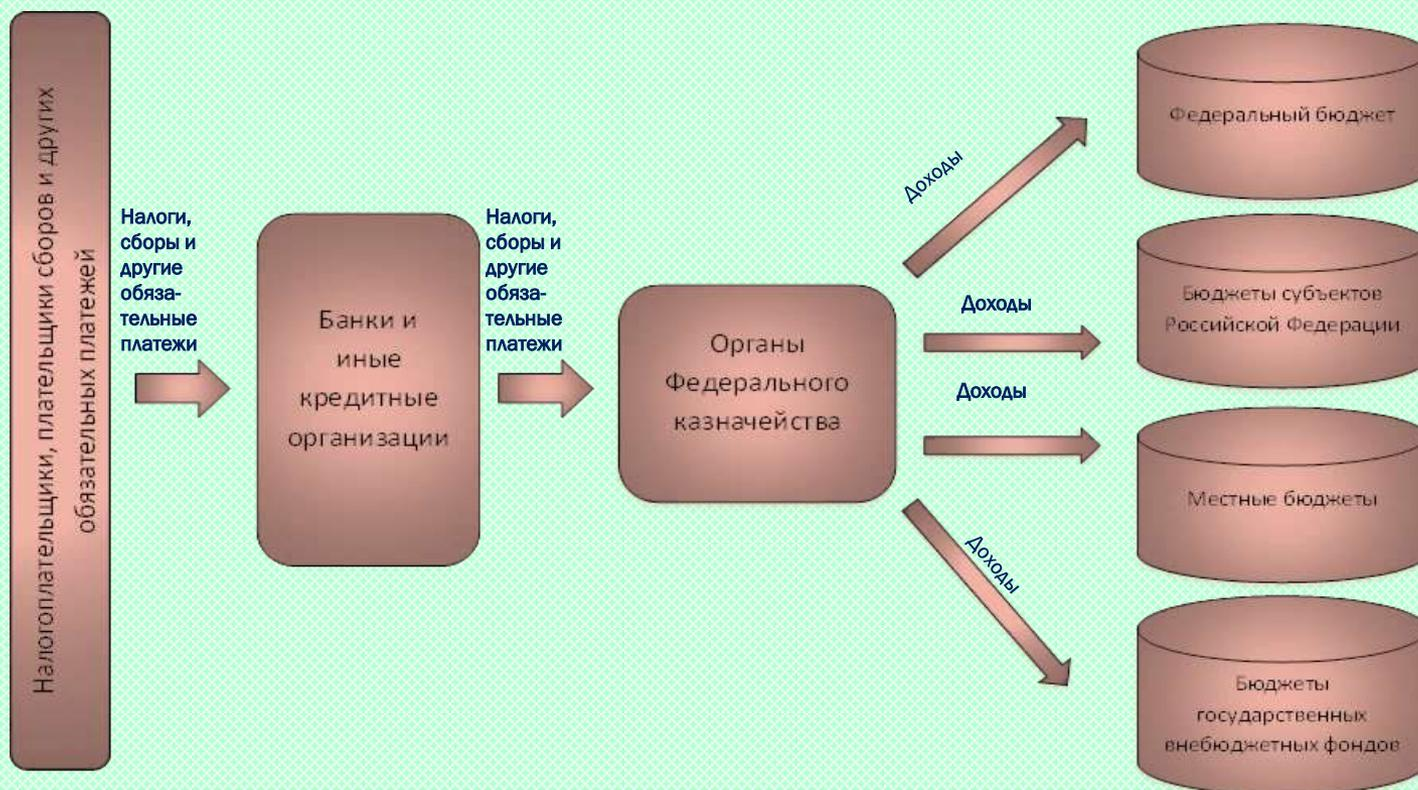 Налогоплательщики, плательщики сборов и других
обязательных платежей
Налоги,
сборы и
другие
обяза-
тельные
платежи
Банки и
иные
кредитные
организации
Налоги,
сборы и
другие
обяза-
тельные
платежи
Органы
Федерального
казначейства
Доходы
Доходы
Доходы
Доходы
Федеральный бюджет
Бюджеты субъектов
Российской Федерации
Местные бюджеты
Бюджеты
государственных
внебюджетных фондов